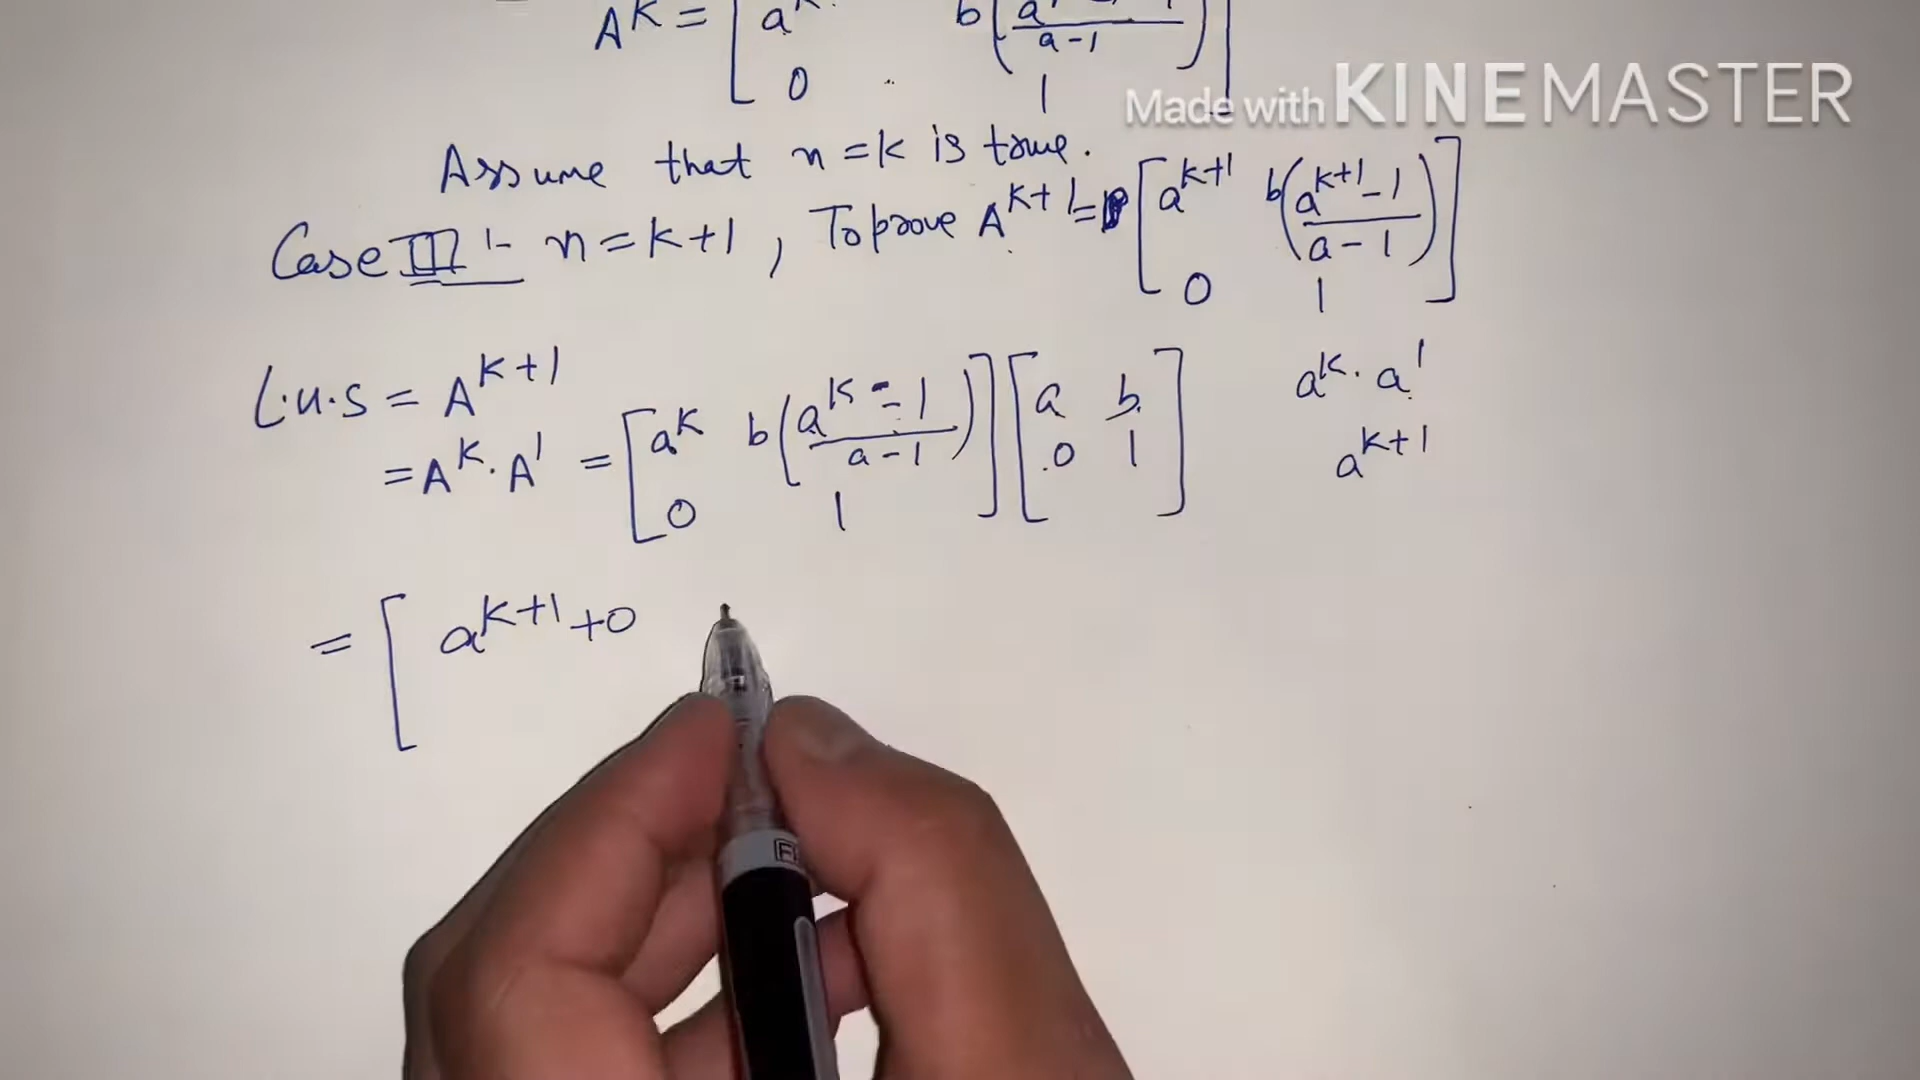 A^K = [ a^K b( / a-1 )
0 1 ]
Made with KINEMASTER
Assume that n=K is true.
Case III :- n=K+1 , To prove A^{K+1} = [ a^{K+1} b( a^{K+1}-1 / a-1 )
0 1 ]
L.H.S = A^{K+1}
= A^K . A^1 = [ a^K b( a^K - 1 / a-1 ) ] [ a b
0 1 ] 0 1 ]
a^K . a^1
a^{K+1}
= [ a^{K+1} +0